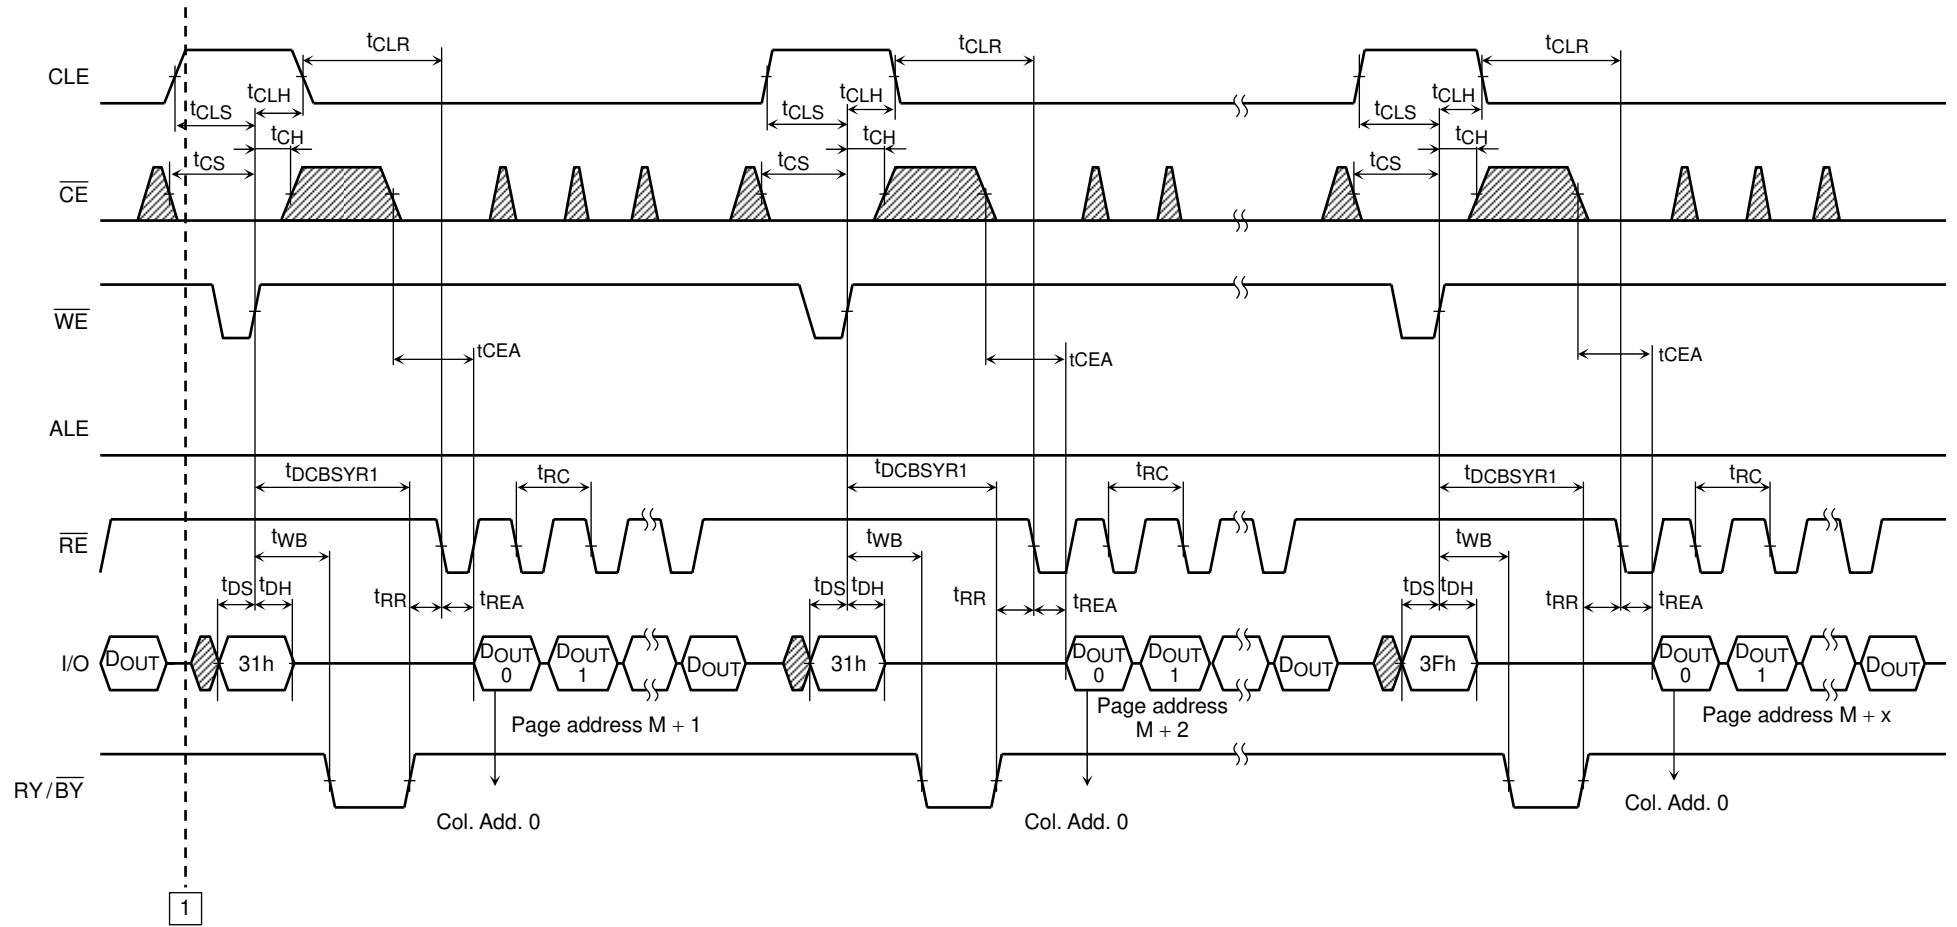 CLE
tCLR
tCLR
tCLR
tCLH
tCLH
tCLH
tCLS
tCLS
tCLS
tCH
tCH
tCH
CE
tCS
tCS
tCS
WE
tCEA
tCEA
tCEA
ALE
tDCBSYR1
tRC
tDCBSYR1
tRC
tDCBSYR1
tRC
RE
tWB
tWB
tWB
tDS
tDH
tRR
tREA
tDS
tDH
tRR
tREA
tDS
tDH
tRR
tREA
I/O
DOUT
31h
DOUT
0
DOUT
1
DOUT
31h
DOUT
0
DOUT
1
DOUT
3Fh
DOUT
0
DOUT
1
DOUT
Page address M + 1
Page address
M + 2
Page address M + x
RY/BY
Col. Add. 0
Col. Add. 0
Col. Add. 0
1